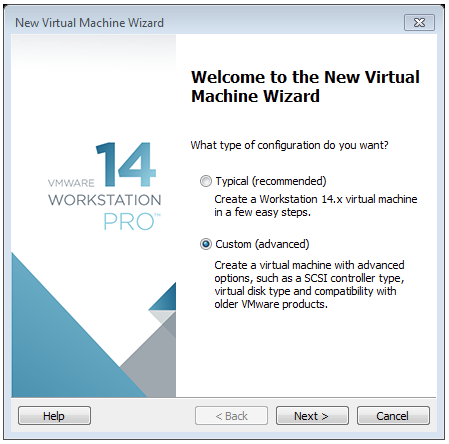 New Virtual Machine Wizard
Welcome to the New Virtual
Machine Wizard
What type of configuration do you want?
Typical (recommended)
Create a Workstation 14.x virtual machine
in a few easy steps.
Custom (advanced)
Create a virtual machine with advanced
options, such as a SCSI controller type,
virtual disk type and compatibility with
older VMware products.
14
VMWARE
WORKSTATION
PRO™
Help
< Back
Next >
Cancel